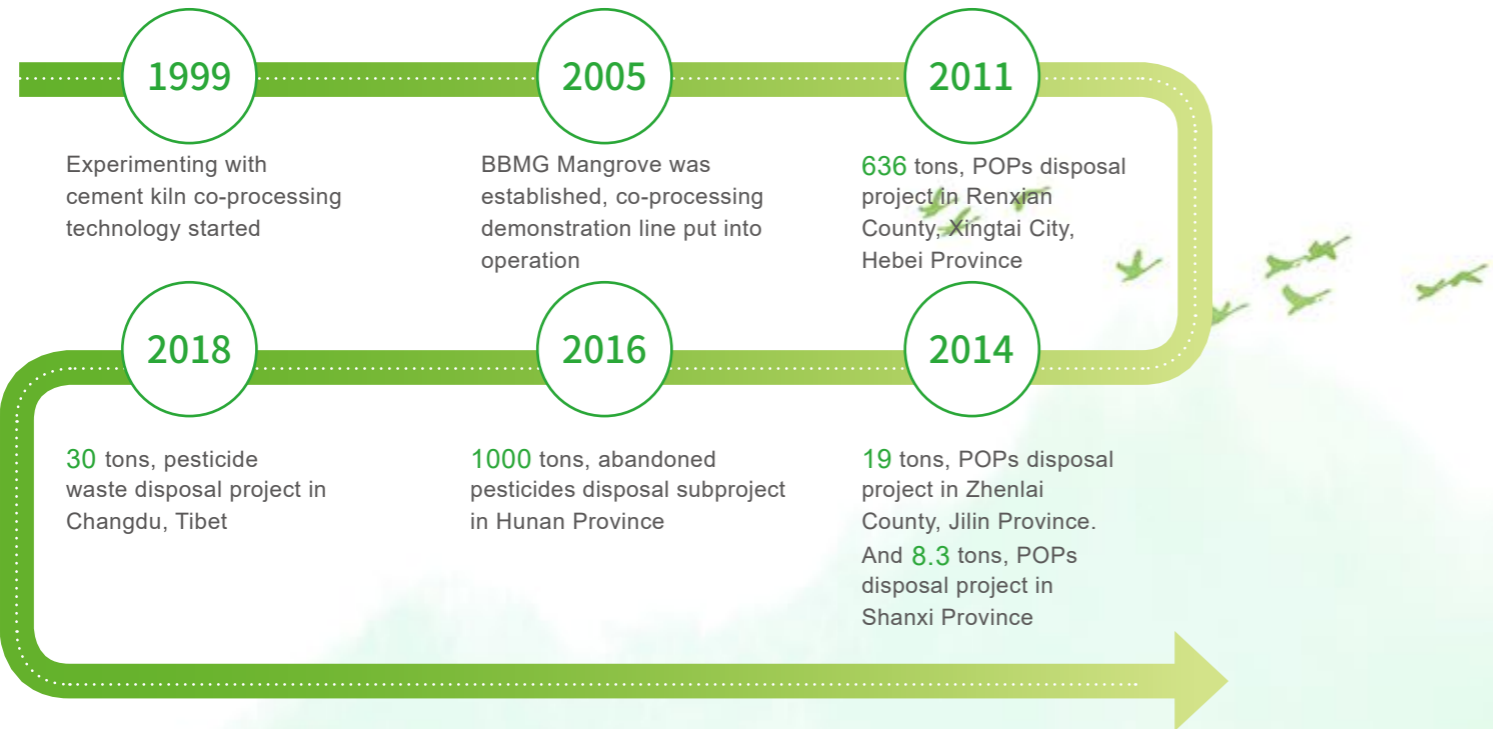 1999
Experimenting with
cement kiln co-processing
technology started
2005
BBMG Mangrove was
established, co-processing
demonstration line put into
operation
2011
636 tons, POPs disposal
project in Renxian
County, Xingtai City,
Hebei Province
2014
19 tons, POPs disposal
project in Zhenlai
County, Jilin Province.
And 8.3 tons, POPs
disposal project in
Shanxi Province
2016
1000 tons, abandoned
pesticides disposal subproject
in Hunan Province
2018
30 tons, pesticide
waste disposal project in
Changdu, Tibet